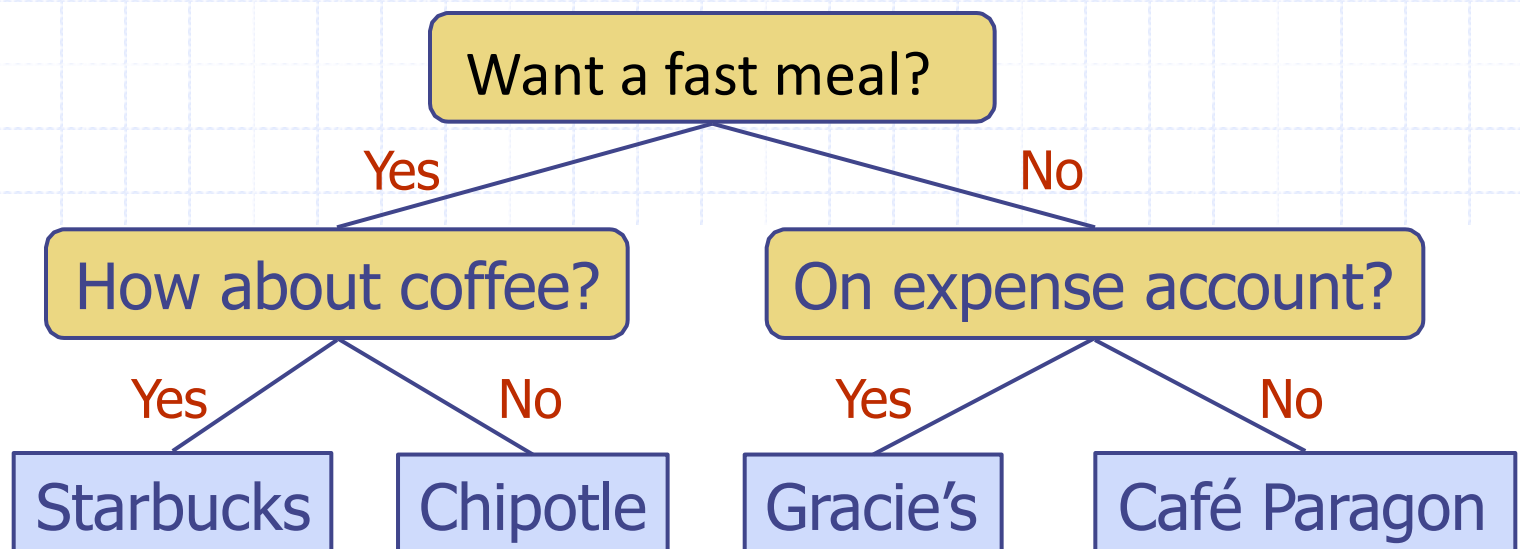 Want a fast meal?
Yes
No
How about coffee?
On expense account?
Yes
No
Yes
No
Starbucks
Chipotle
Gracie’s
Café Paragon